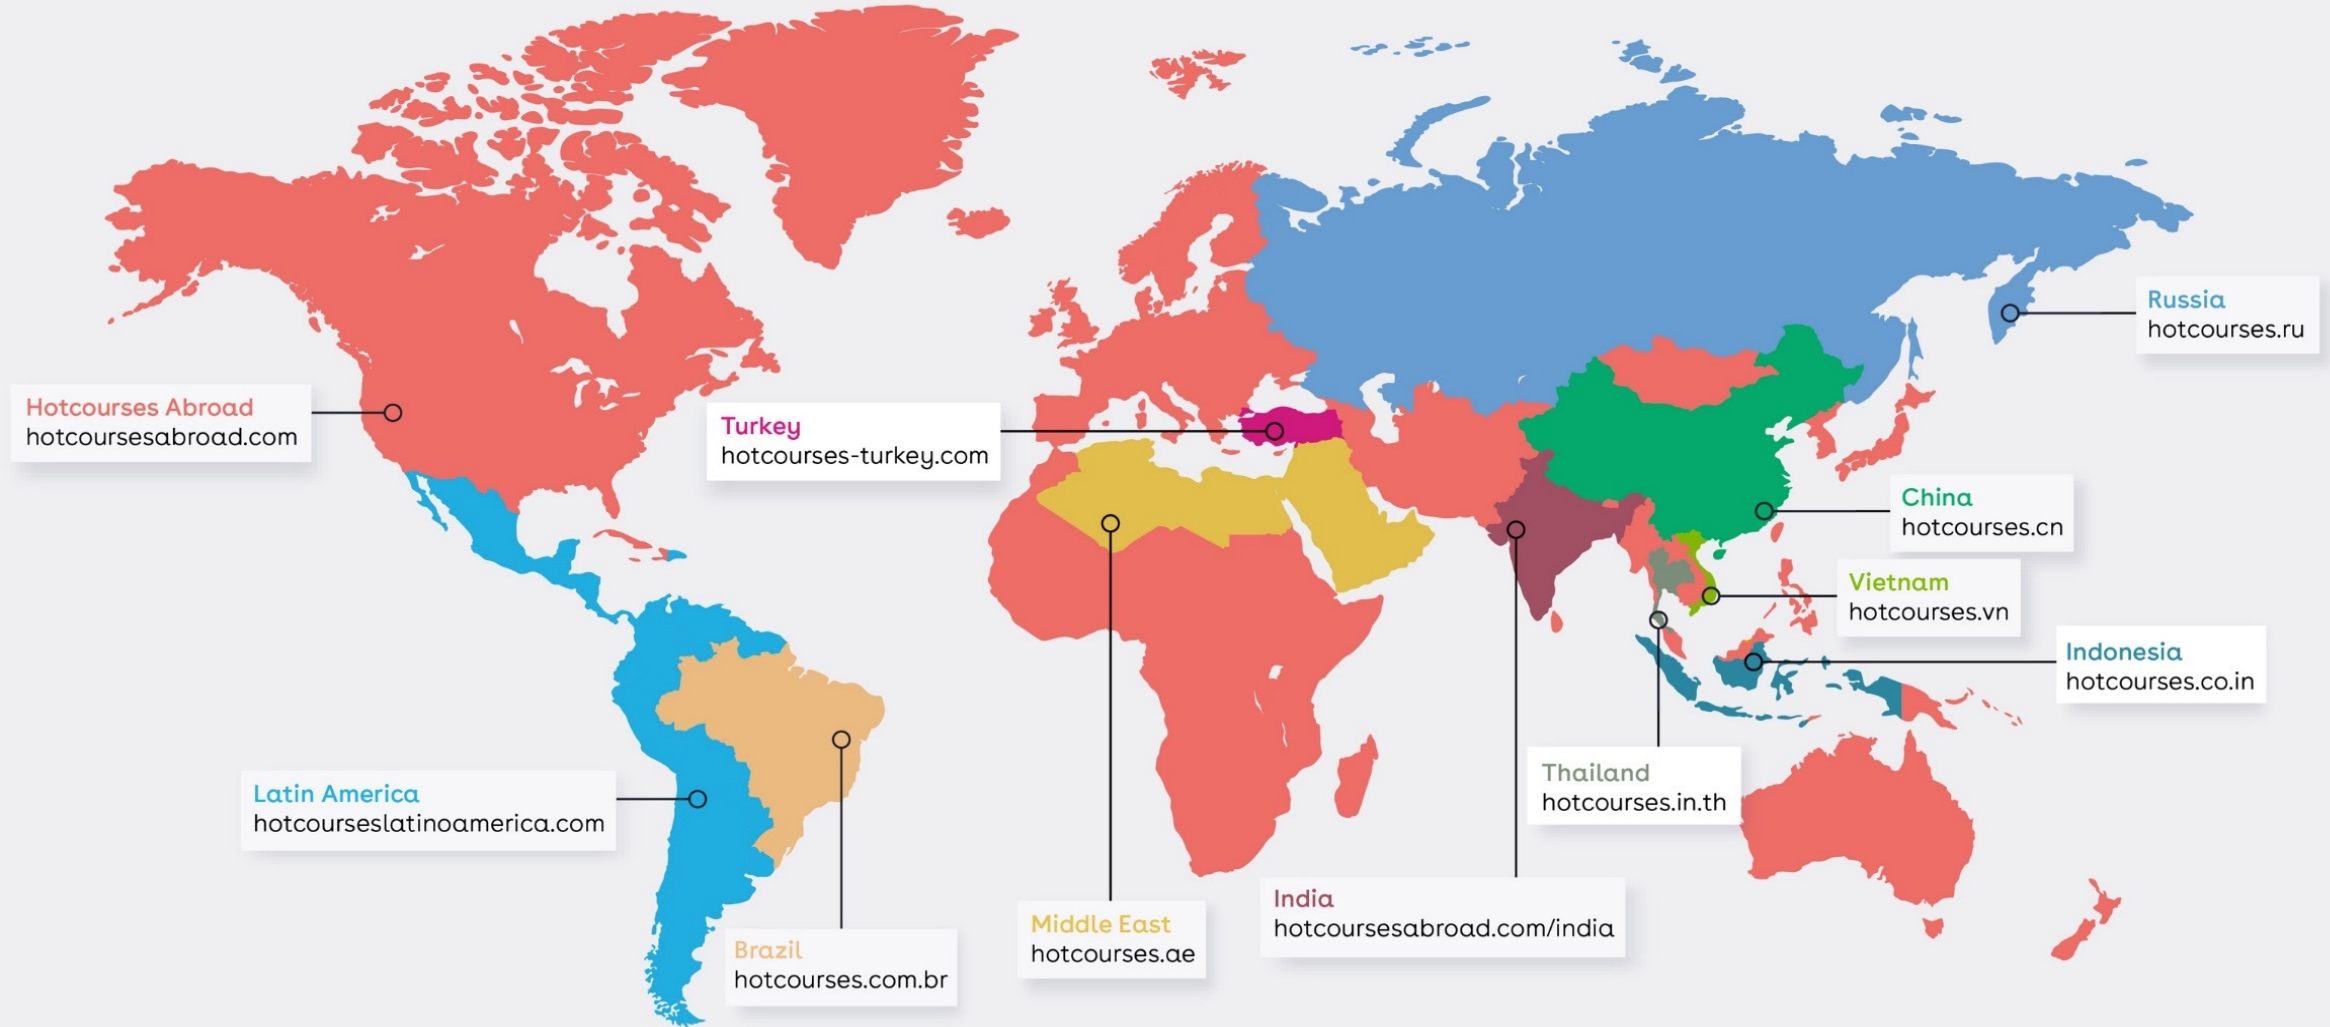 Russia
hotcourses.ru
Hotcourses Abroad
hotcoursesabroad.com
Turkey
hotcourses-turkey.com
China
hotcourses.cn
Vietnam
hotcourses.vn
Indonesia
hotcourses.co.in
Thailand
hotcourses.in.th
Latin America
hotcourseslatinoamerica.com
India
hotcoursesabroad.com/india
Middle East
hotcourses.ae
Brazil
hotcourses.com.br